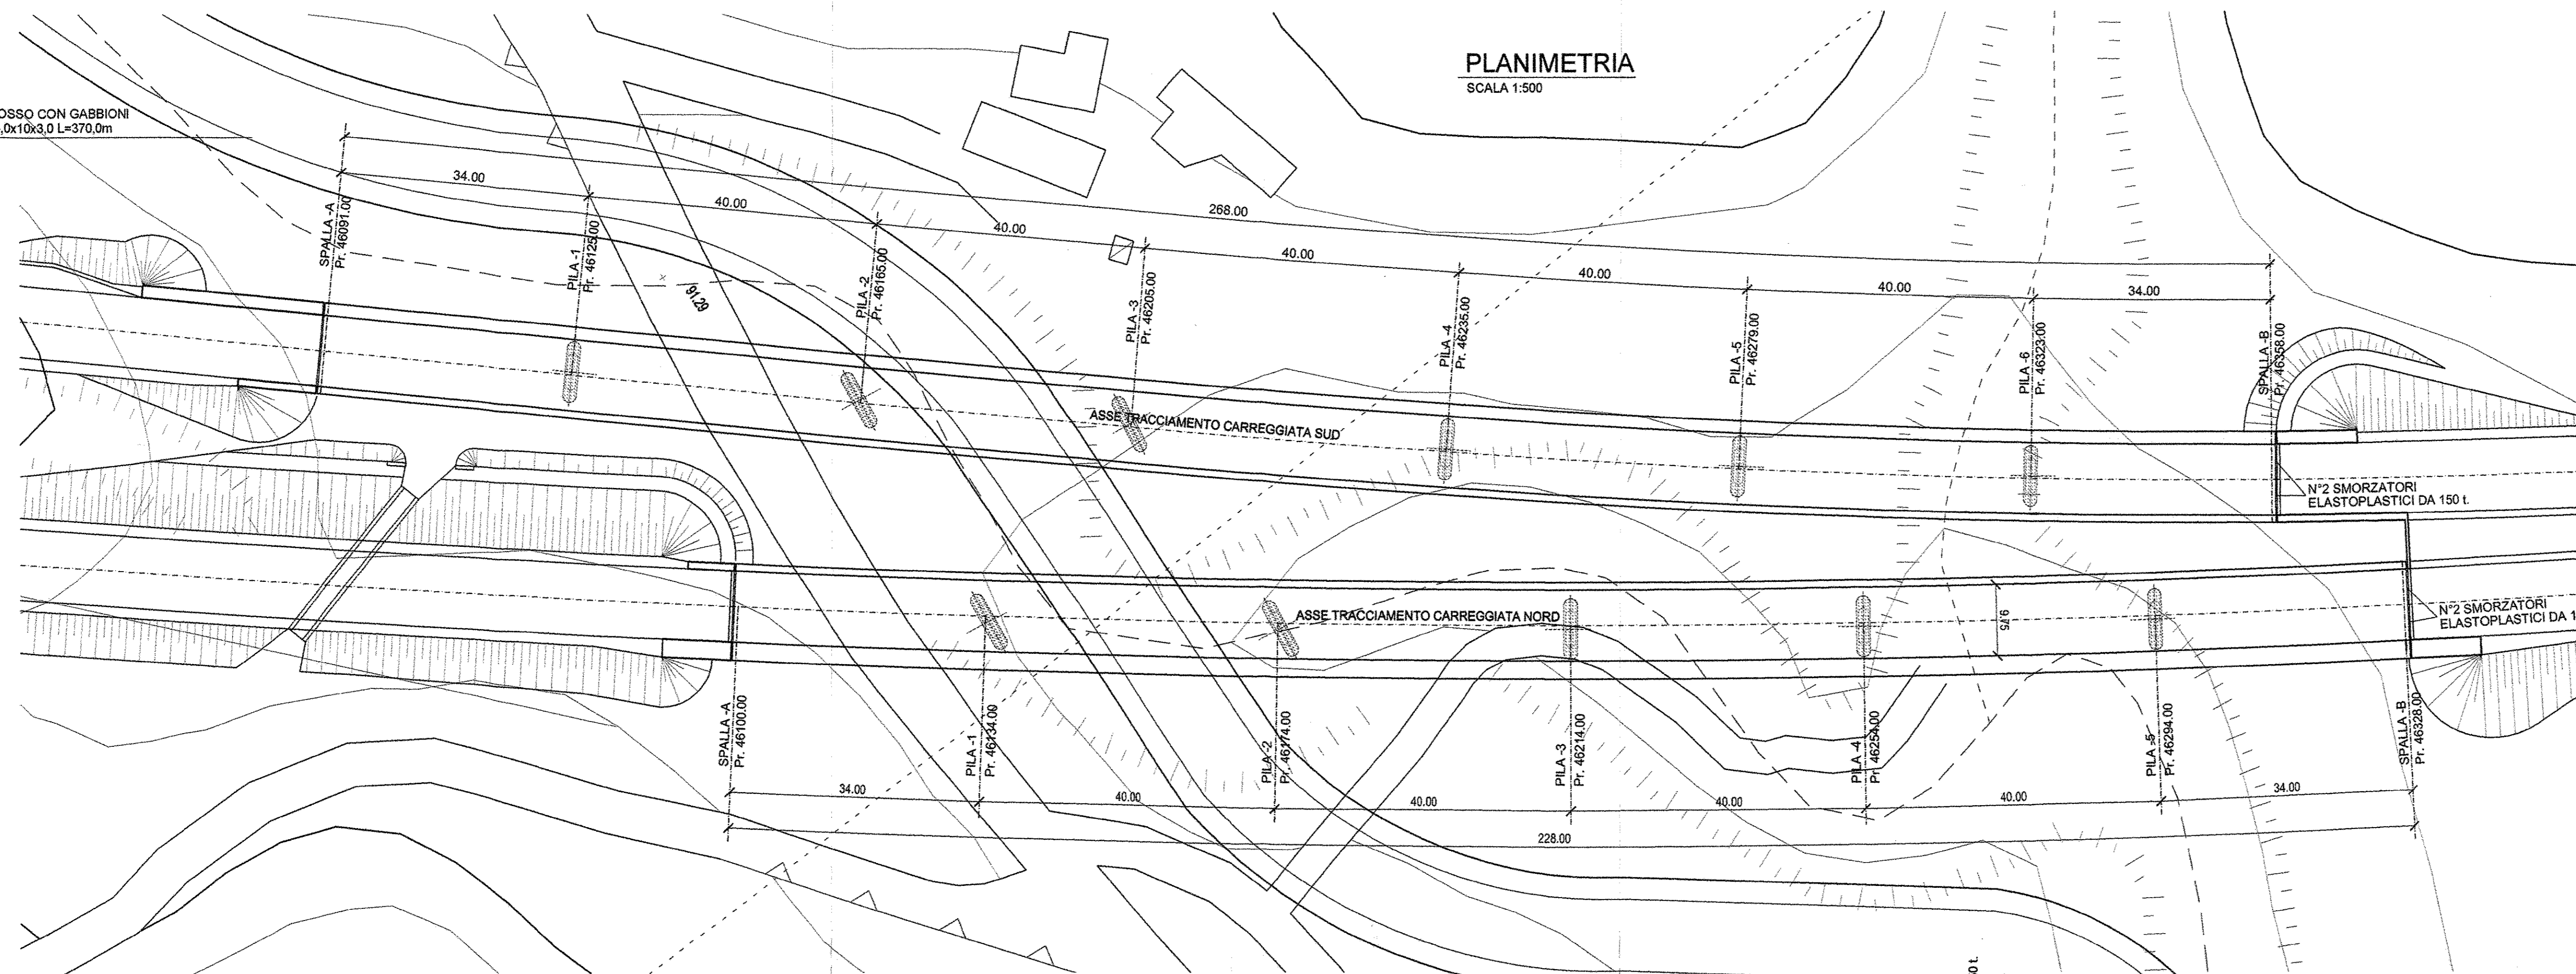 PLANIMETRIA
SCALA 1:500
OSSO CON GABBIONI
,0x10x3,0 L=370,0m
34.00
40.00
40.00
268.00
40.00
40.00
40.00
34.00
SPALLA -A
Pr. 46091.00
PILA -1
Pr. 46125.00
PILA -2
Pr. 46165.00
PILA -3
Pr. 46205.00
PILA -4
Pr. 46235.00
PILA -5
Pr. 46279.00
PILA -6
Pr. 46323.00
SPALLA -B
Pr. 46358.00
91.29
ASSE TRACCIAMENTO CARREGGIATA SUD
N°2 SMORZATORI
ELASTOPLASTICI DA 150 t.
ASSE TRACCIAMENTO CARREGGIATA NORD
9.75
N°2 SMORZATORI
ELASTOPLASTICI DA 1
SPALLA -A
Pr. 46100.00
PILA -1
Pr. 46134.00
PILA -2
Pr. 46174.00
PILA -3
Pr. 46214.00
PILA -4
Pr. 46254.00
PILA -5
Pr. 46294.00
SPALLA -B
Pr. 46328.00
34.00
40.00
40.00
40.00
40.00
34.00
228.00
0 t.